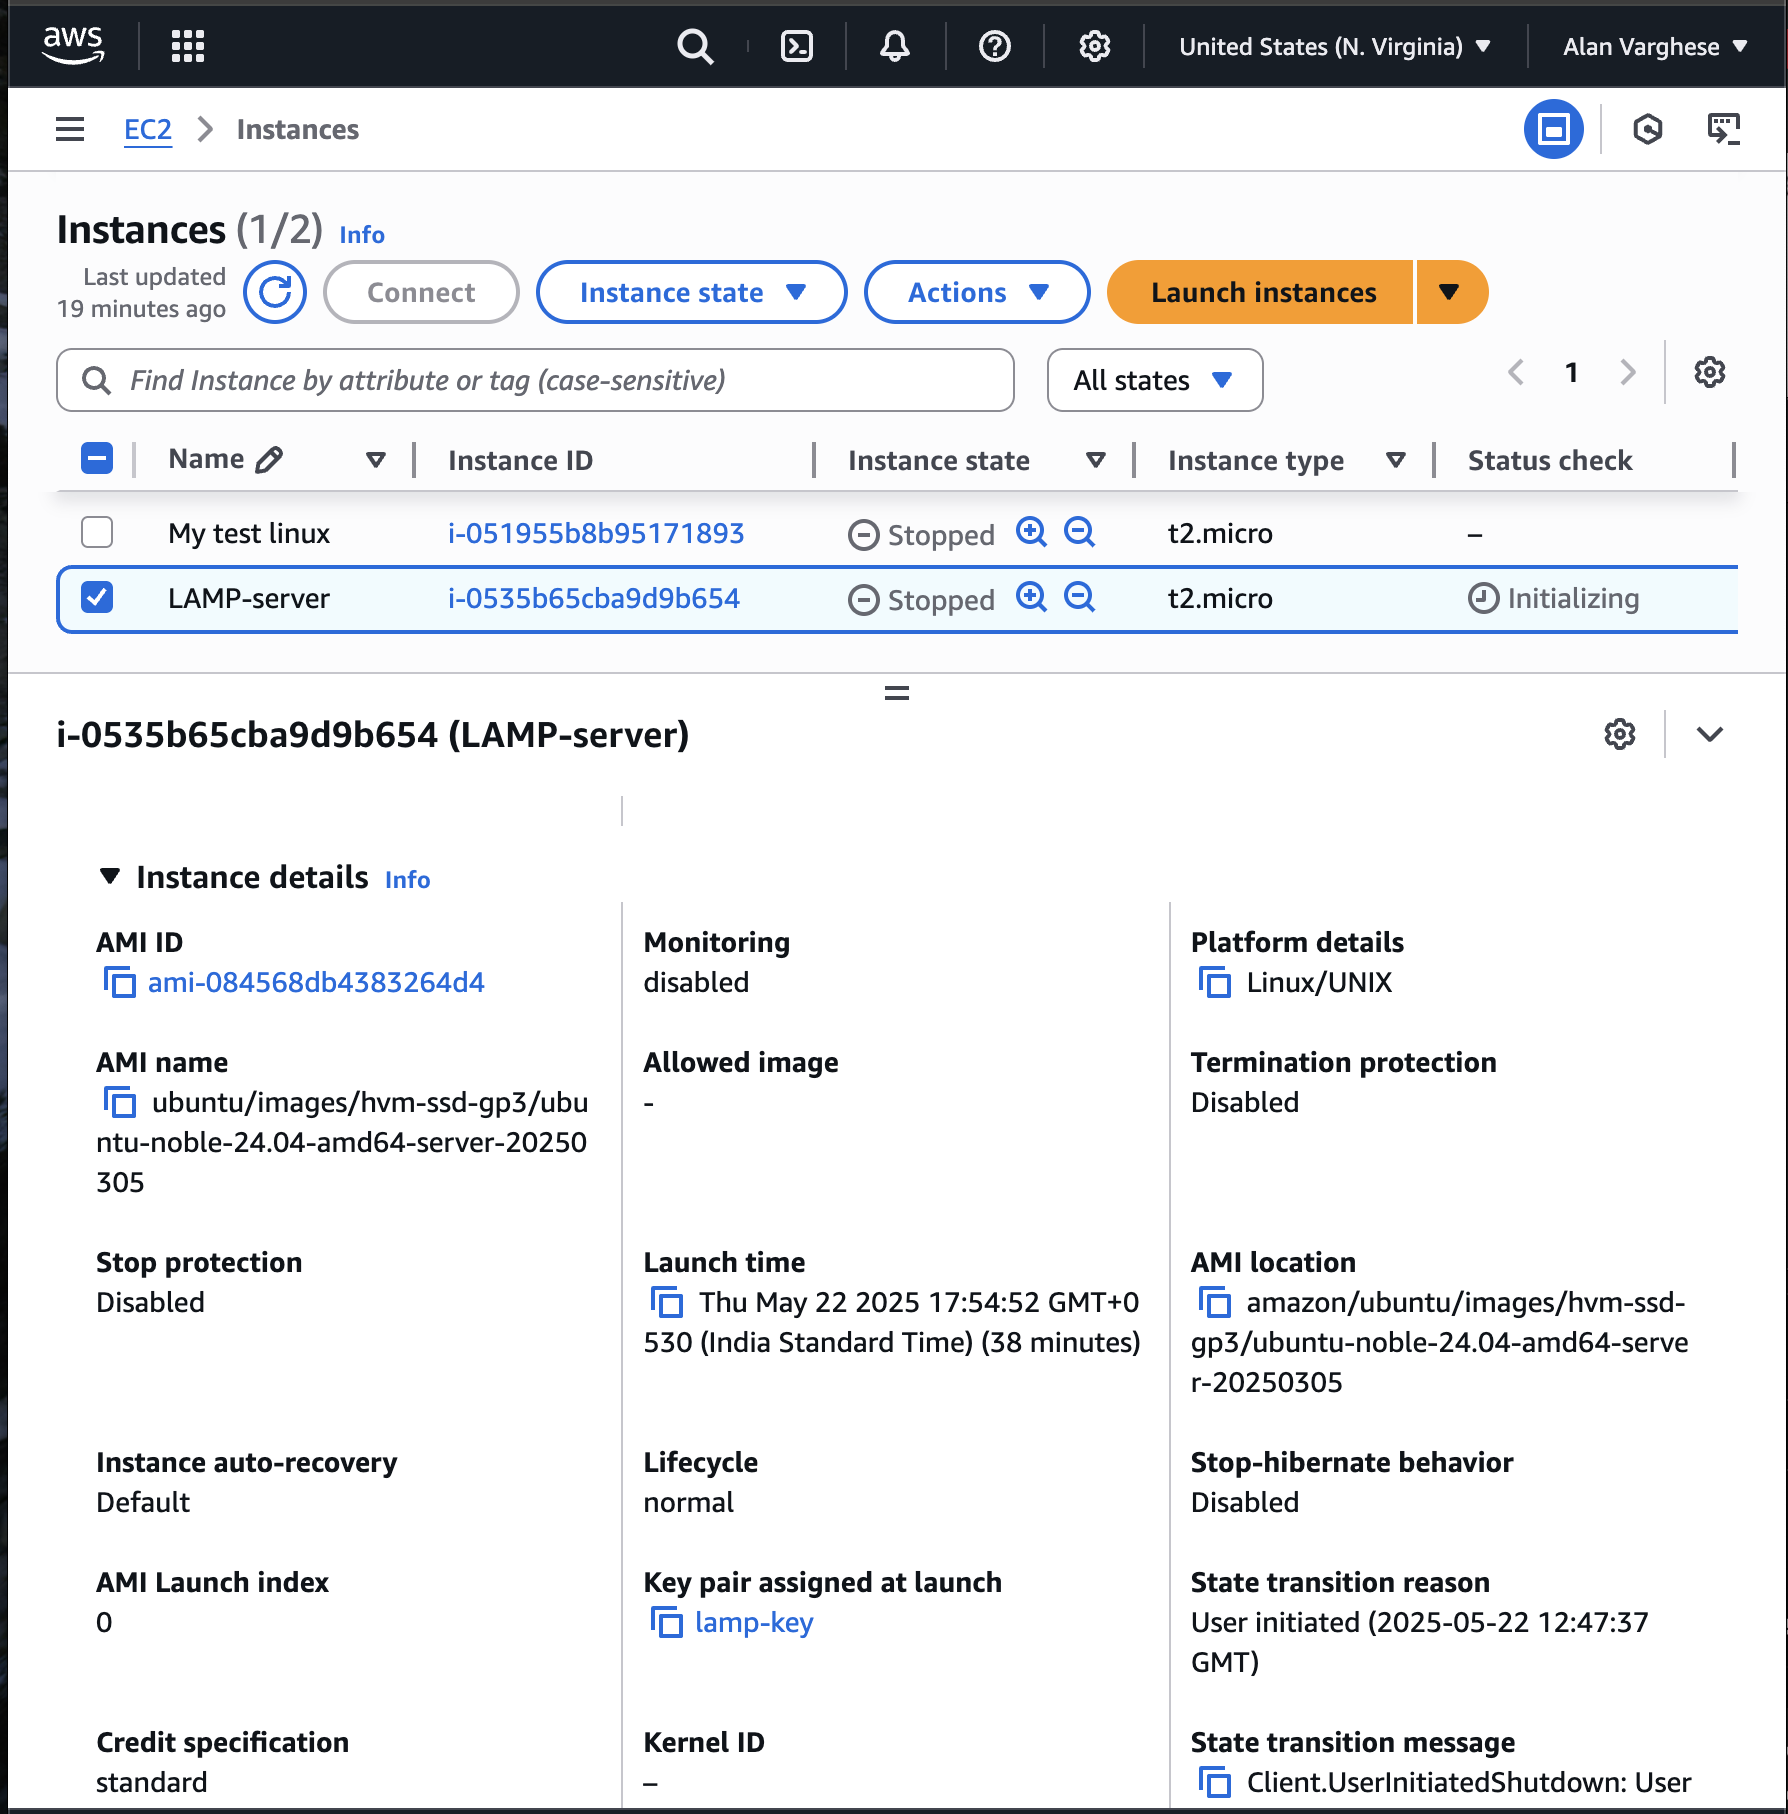 aws
United States (N. Virginia)
Alan Varghese
EC2 Instances
Instances (1/2) Info
Last updated
19 minutes ago
Connect
Instance state
Actions
Launch instances
Find Instance by attribute or tag (case-sensitive)
All states
1
Name Instance ID Instance state Instance type Status check
My test linux i-051955b8b95171893 Stopped t2.micro –
LAMP-server i-0535b65cba9d9b654 Stopped t2.micro Initializing
i-0535b65cba9d9b654 (LAMP-server)
Instance details Info
AMI ID
ami-084568db4383264d4
Monitoring
disabled
Platform details
Linux/UNIX
AMI name
ubuntu/images/hvm-ssd-gp3/ubu
ntu-noble-24.04-amd64-server-20250
305
Allowed image
-
Termination protection
Disabled
Stop protection
Disabled
Launch time
Thu May 22 2025 17:54:52 GMT+0
530 (India Standard Time) (38 minutes)
AMI location
amazon/ubuntu/images/hvm-ssd-
gp3/ubuntu-noble-24.04-amd64-serve
r-20250305
Instance auto-recovery
Default
Lifecycle
normal
Stop-hibernate behavior
Disabled
AMI Launch index
0
Key pair assigned at launch
lamp-key
State transition reason
User initiated (2025-05-22 12:47:37
GMT)
Credit specification
standard
Kernel ID
–
State transition message
Client.UserInitiatedShutdown: User